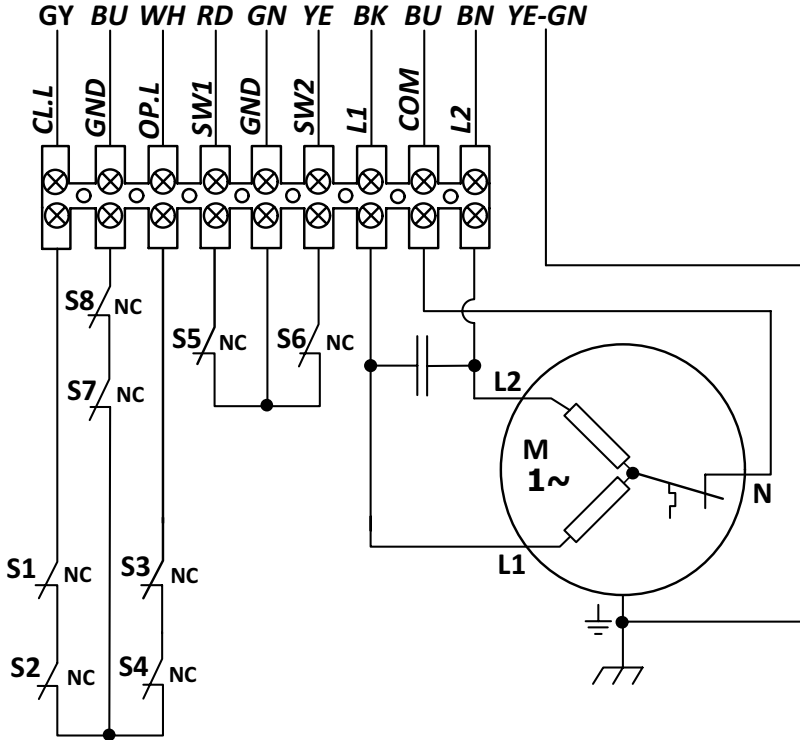 GY BU WH RD GN YE BK BU BN YE-GN
CL.L GND OP.L SW1 GND SW2 L1 COM L2
S8 NC
S5 NC S6 NC
S7 NC
L2
M
1~
N
L1
S1 NC S3 NC
S2 NC S4 NC